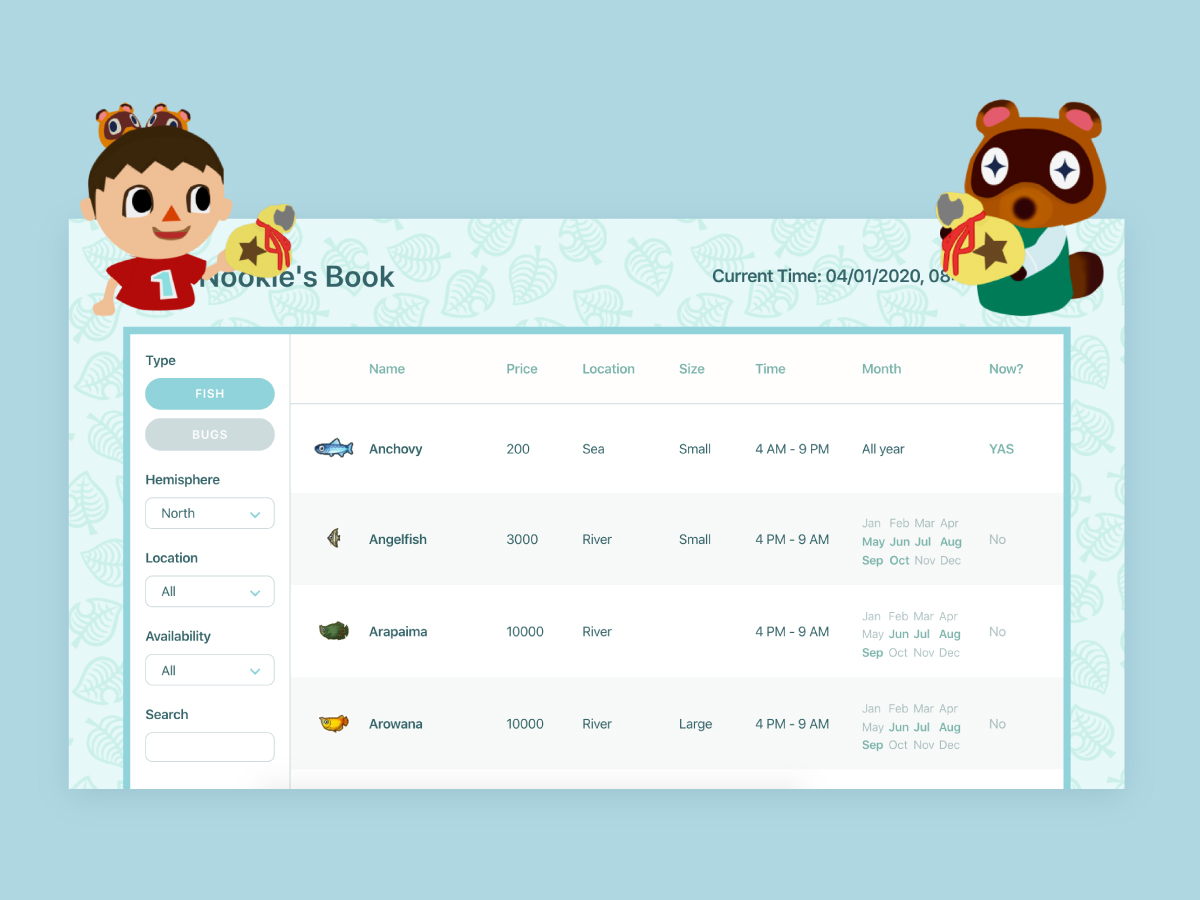 Nookie's Book
Current Time: 04/01/2020, 08:
1
Type
FISH
BUGS
Hemisphere
North
Location
All
Availability
All
Search
Name Price Location Size Time Month Now?
Anchovy 200 Sea Small 4 AM - 9 PM All year YAS
Angelfish 3000 River Small 4 PM - 9 AM
Jan Feb Mar Apr
May Jun Jul Aug
Sep Oct Nov Dec
No
Arapaima 10000 River 4 PM - 9 AM
Jan Feb Mar Apr
May Jun Jul Aug
Sep Oct Nov Dec
No
Arowana 10000 River Large 4 PM - 9 AM
Jan Feb Mar Apr
May Jun Jul Aug
Sep Oct Nov Dec
No